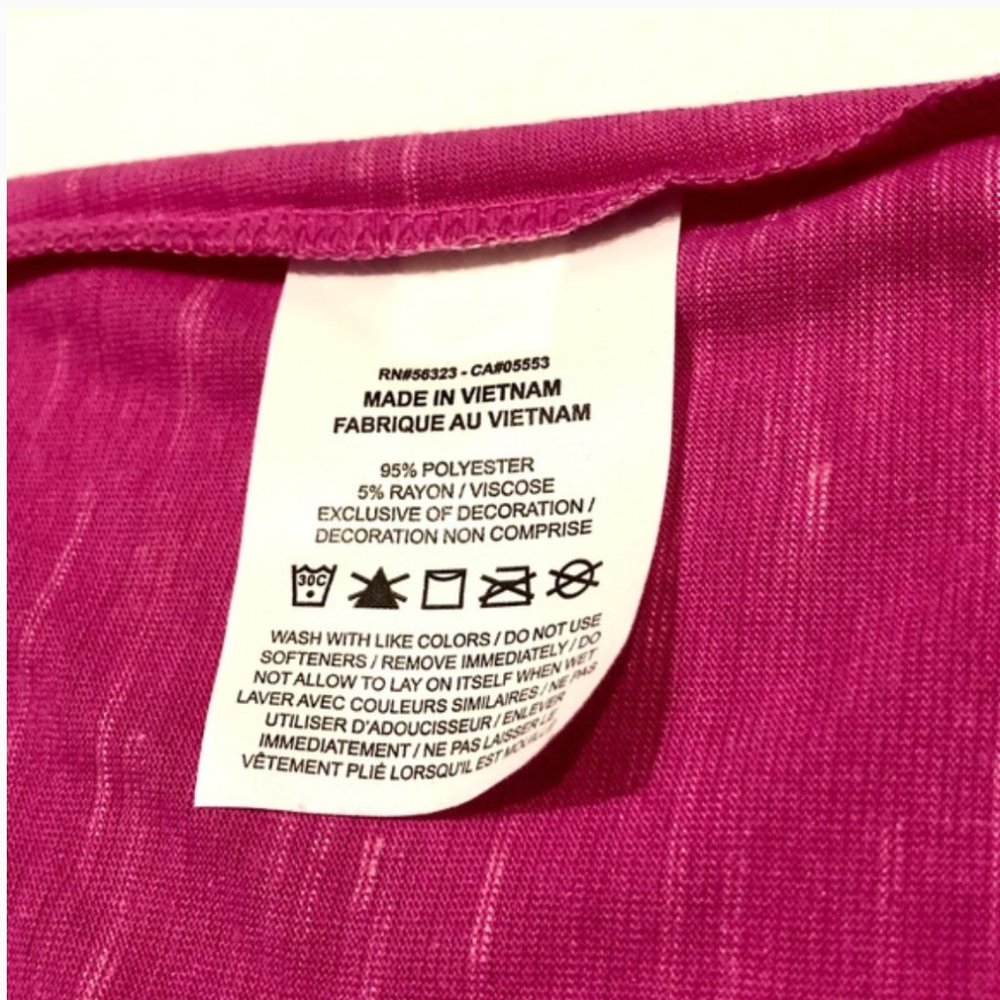 RN#56323 - CA#05553
MADE IN VIETNAM
FABRIQUE AU VIETNAM
95% POLYESTER
5% RAYON / VISCOSE
EXCLUSIVE OF DECORATION /
DECORATION NON COMPRISE
30C
WASH WITH LIKE COLORS / DO NOT USE
SOFTENERS / REMOVE IMMEDIATELY / DO
NOT ALLOW TO LAY ON ITSELF WHEN WET
LAVER AVEC COULEURS SIMILAIRES / NE PAS
UTILISER D'ADOUCISSEUR / ENLEVER
IMMEDIATEMENT / NE PAS LAISSER LE
VÊTEMENT PLIÉ LORSQU'IL EST MOUILLÉ